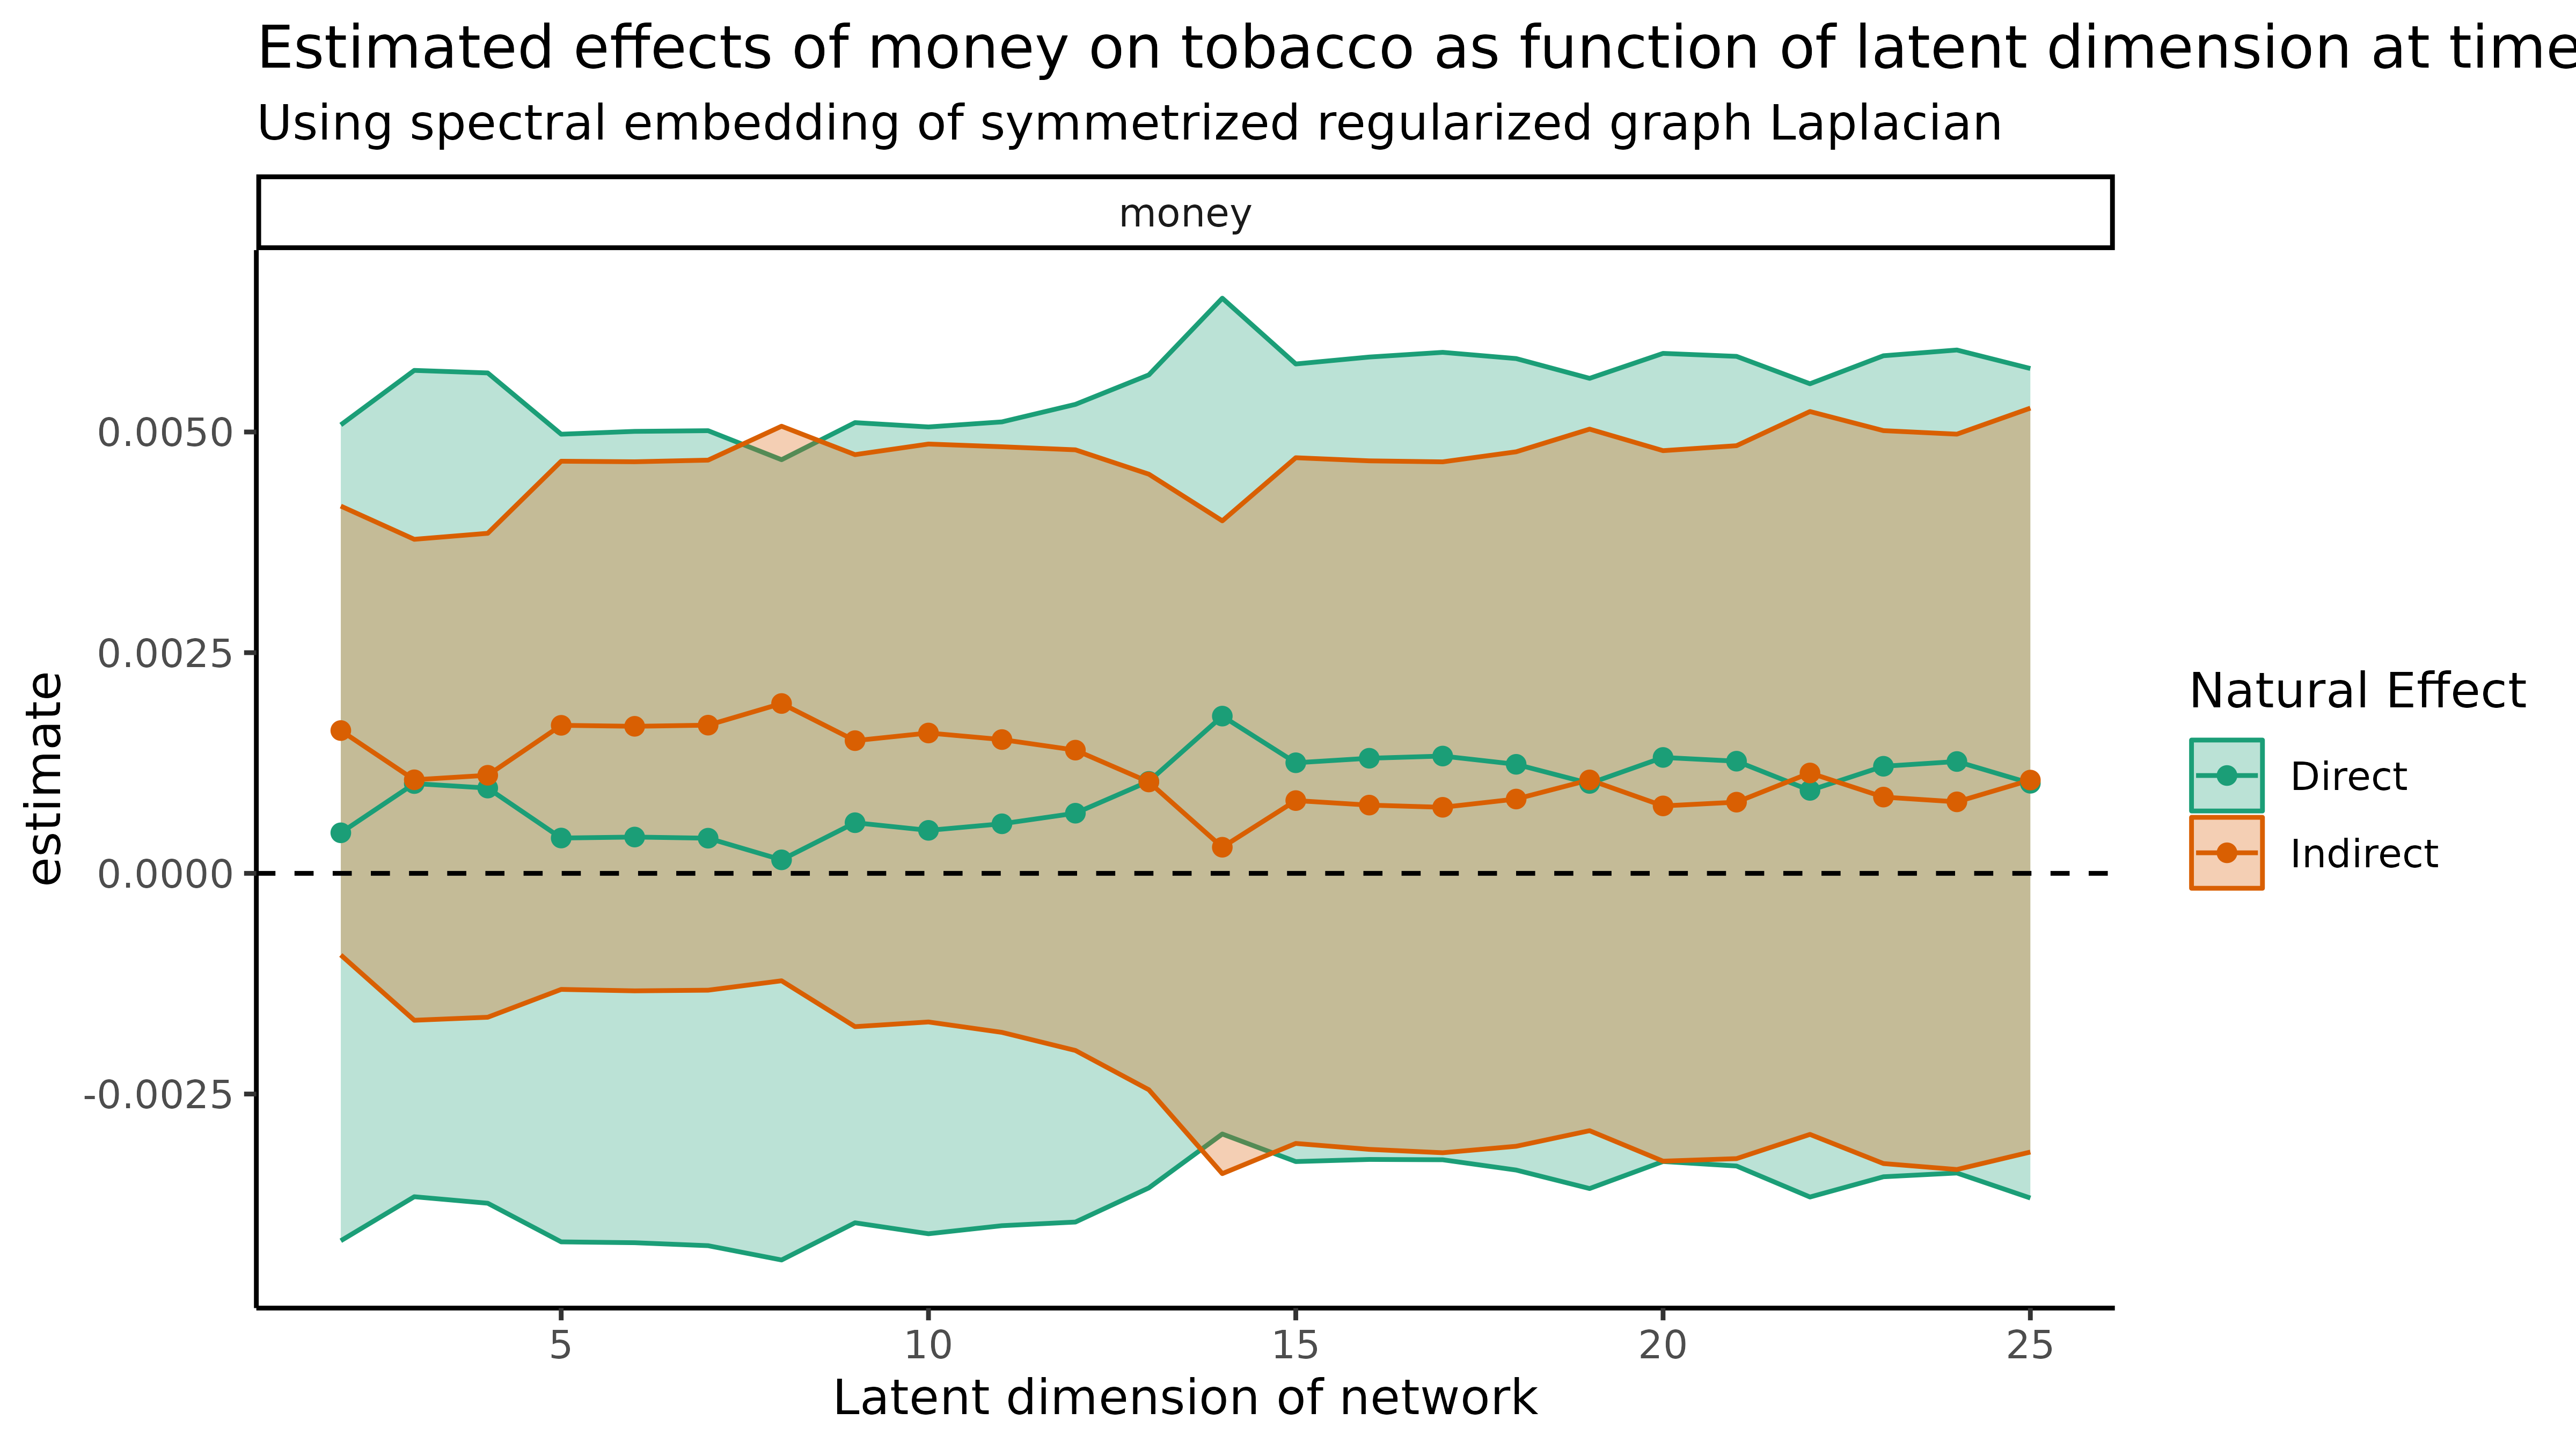 Estimated effects of money on tobacco as function of latent dimension at time
Using spectral embedding of symmetrized regularized graph Laplacian
money
estimate
0.0050
0.0025
0.0000
-0.0025
5 10 15 20 25
Latent dimension of network
Natural Effect
Direct
Indirect